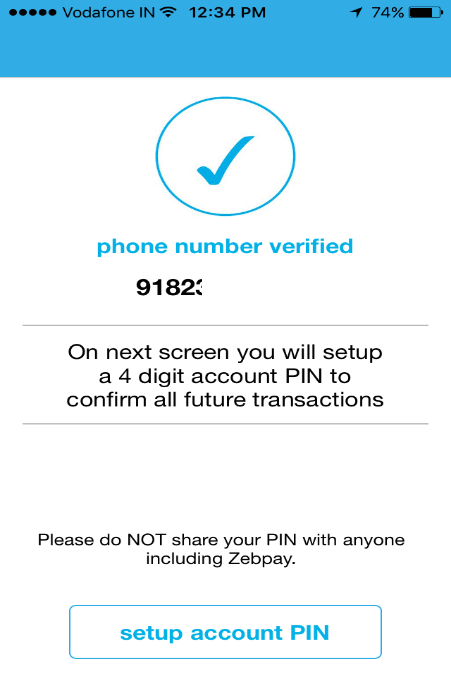 Vodafone IN 12:34 PM 74%
phone number verified
9182
On next screen you will setup
a 4 digit account PIN to
confirm all future transactions
Please do NOT share your PIN with anyone
including Zebpay.
setup account PIN